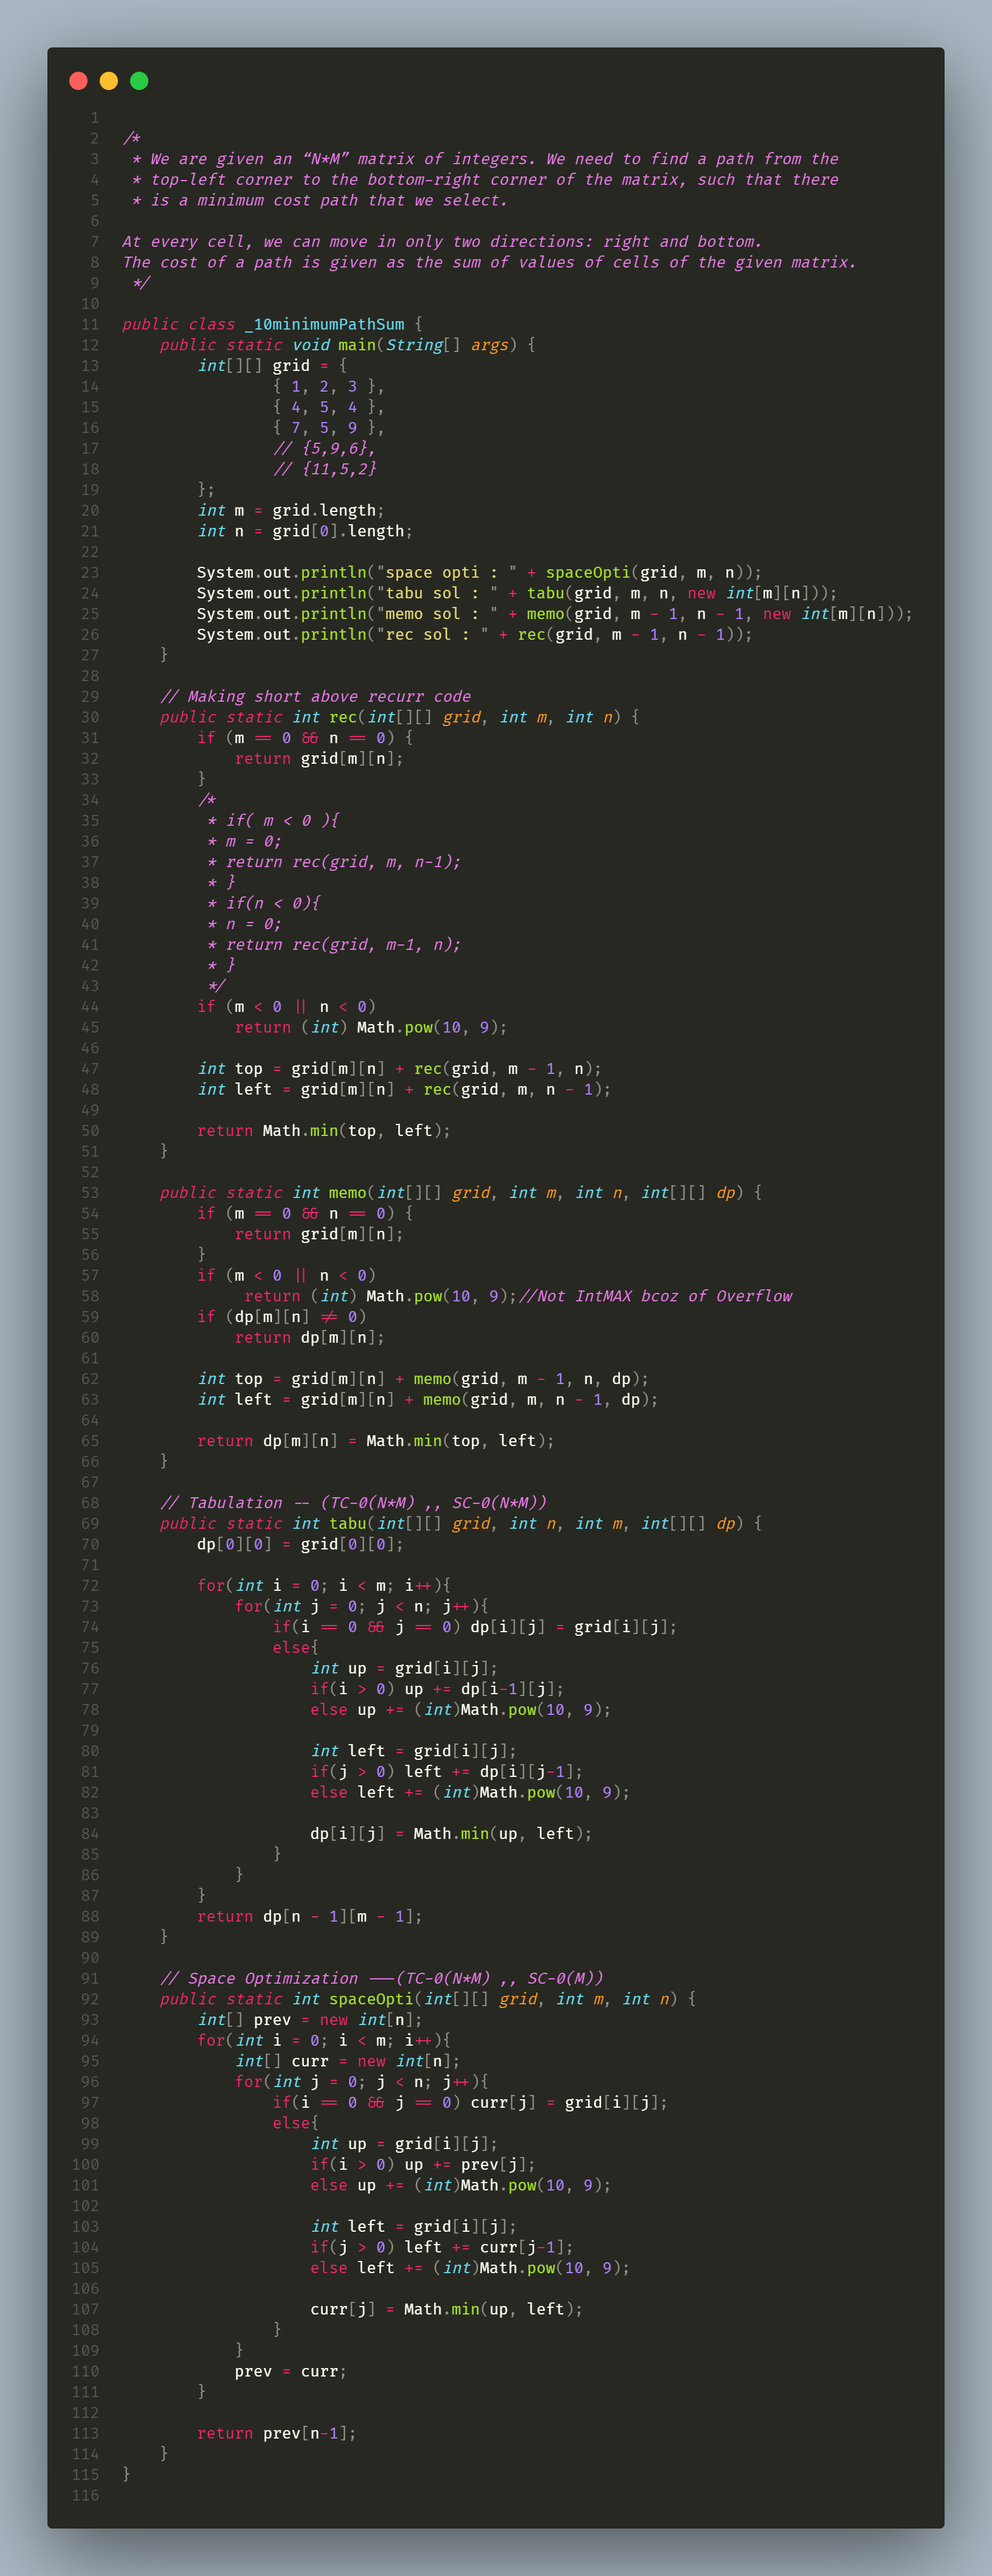 1
2 /*
3  * We are given an “N*M” matrix of integers. We need to find a path from the
4  * top-left corner to the bottom-right corner of the matrix, such that there
5  * is a minimum cost path that we select.
6
7 At every cell, we can move in only two directions: right and bottom.
8 The cost of a path is given as the sum of values of cells of the given matrix.
9  */
10
11 public class _10minimumPathSum {
12     public static void main(String[] args) {
13         int[][] grid = {
14                 { 1, 2, 3 },
15                 { 4, 5, 4 },
16                 { 7, 5, 9 },
17                 // {5,9,6},
18                 // {11,5,2}
19         };
20         int m = grid.length;
21         int n = grid[0].length;
22
23         System.out.println("space opti : " + spaceOpti(grid, m, n));
24         System.out.println("tabu sol : " + tabu(grid, m, n, new int[m][n]));
25         System.out.println("memo sol : " + memo(grid, m - 1, n - 1, new int[m][n]));
26         System.out.println("rec sol : " + rec(grid, m - 1, n - 1));
27     }
28
29     // Making short above recurr code
30     public static int rec(int[][] grid, int m, int n) {
31         if (m == 0 && n == 0) {
32             return grid[m][n];
33         }
34         /*
35          * if( m < 0 ){
36          * m = 0;
37          * return rec(grid, m, n-1);
38          * }
39          * if(n < 0){
40          * n = 0;
41          * return rec(grid, m-1, n);
42          * }
43          */
44         if (m < 0 || n < 0)
45             return (int) Math.pow(10, 9);
46
47         int top = grid[m][n] + rec(grid, m - 1, n);
48         int left = grid[m][n] + rec(grid, m, n - 1);
49
50         return Math.min(top, left);
51     }
52
53     public static int memo(int[][] grid, int m, int n, int[][] dp) {
54         if (m == 0 && n == 0) {
55             return grid[m][n];
56         }
57         if (m < 0 || n < 0)
58              return (int) Math.pow(10, 9);//Not IntMAX bcoz of Overflow
59         if (dp[m][n] != 0)
60             return dp[m][n];
61
62         int top = grid[m][n] + memo(grid, m - 1, n, dp);
63         int left = grid[m][n] + memo(grid, m, n - 1, dp);
64
65         return dp[m][n] = Math.min(top, left);
66     }
67
68     // Tabulation -- (TC-0(N*M) ,, SC-0(N*M))
69     public static int tabu(int[][] grid, int n, int m, int[][] dp) {
70         dp[0][0] = grid[0][0];
71
72         for(int i = 0; i < m; i++){
73             for(int j = 0; j < n; j++){
74                 if(i == 0 && j == 0) dp[i][j] = grid[i][j];
75                 else{
76                     int up = grid[i][j];
77                     if(i > 0) up += dp[i-1][j];
78                     else up += (int)Math.pow(10, 9);
79
80                     int left = grid[i][j];
81                     if(j > 0) left += dp[i][j-1];
82                     else left += (int)Math.pow(10, 9);
83
84                     dp[i][j] = Math.min(up, left);
85                 }
86             }
87         }
88         return dp[n - 1][m - 1];
89     }
90
91     // Space Optimization ---(TC-0(N*M) ,, SC-0(M))
92     public static int spaceOpti(int[][] grid, int m, int n) {
93         int[] prev = new int[n];
94         for(int i = 0; i < m; i++){
95             int[] curr = new int[n];
96             for(int j = 0; j < n; j++){
97                 if(i == 0 && j == 0) curr[j] = grid[i][j];
98                 else{
99                     int up = grid[i][j];
100                     if(i > 0) up += prev[j];
101                     else up += (int)Math.pow(10, 9);
102
103                     int left = grid[i][j];
104                     if(j > 0) left += curr[j-1];
105                     else left += (int)Math.pow(10, 9);
106
107                     curr[j] = Math.min(up, left);
108                 }
109             }
110             prev = curr;
111         }
112
113         return prev[n-1];
114     }
115 }
116